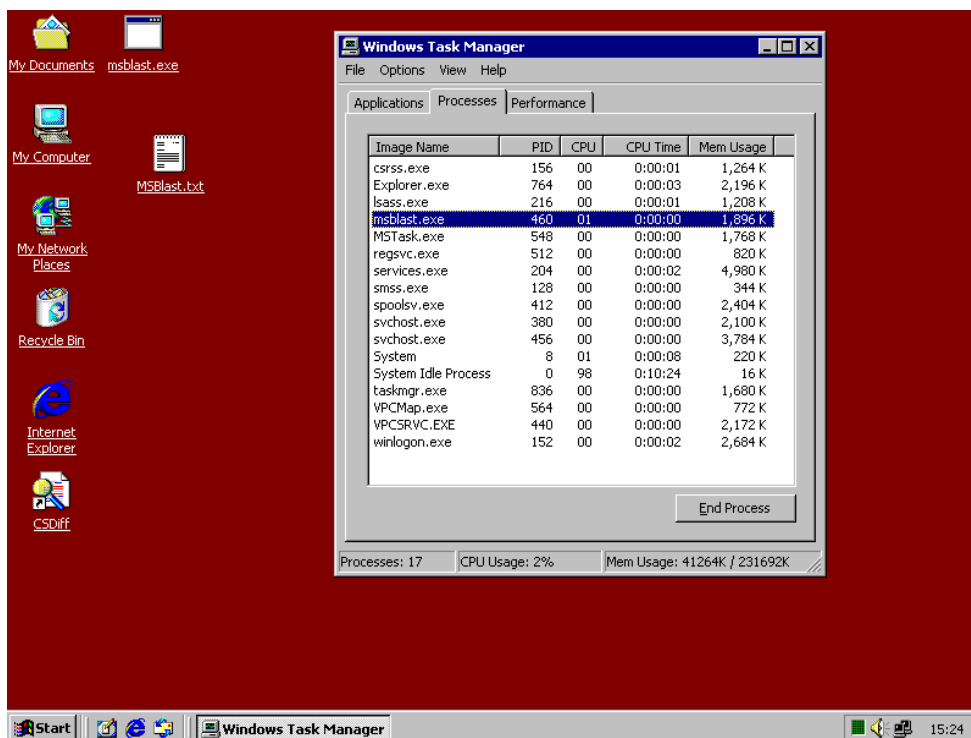 My Documents
msblast.exe
My Computer
MSBlast.txt
My Network
Places
Recycle Bin
Internet
Explorer
CSDiff
Windows Task Manager
File Options View Help
Applications Processes Performance
Image Name PID CPU CPU Time Mem Usage
csrss.exe 156 00 0:00:01 1,264 K
Explorer.exe 764 00 0:00:03 2,196 K
lsass.exe 216 00 0:00:01 1,208 K
msblast.exe 460 01 0:00:00 1,896 K
MSTask.exe 548 00 0:00:00 1,768 K
regsvc.exe 512 00 0:00:00 820 K
services.exe 204 00 0:00:02 4,980 K
smss.exe 128 00 0:00:00 344 K
spoolsv.exe 412 00 0:00:00 2,404 K
svchost.exe 380 00 0:00:00 2,100 K
svchost.exe 456 00 0:00:00 3,784 K
System 8 01 0:00:08 220 K
System Idle Process 0 98 0:10:24 16 K
taskmgr.exe 836 00 0:00:00 1,680 K
VPCMap.exe 564 00 0:00:00 772 K
VPCSRVC.EXE 440 00 0:00:00 2,172 K
winlogon.exe 152 00 0:00:02 2,684 K
End Process
Processes: 17 CPU Usage: 2% Mem Usage: 41264K / 231692K
Start Windows Task Manager 15:24